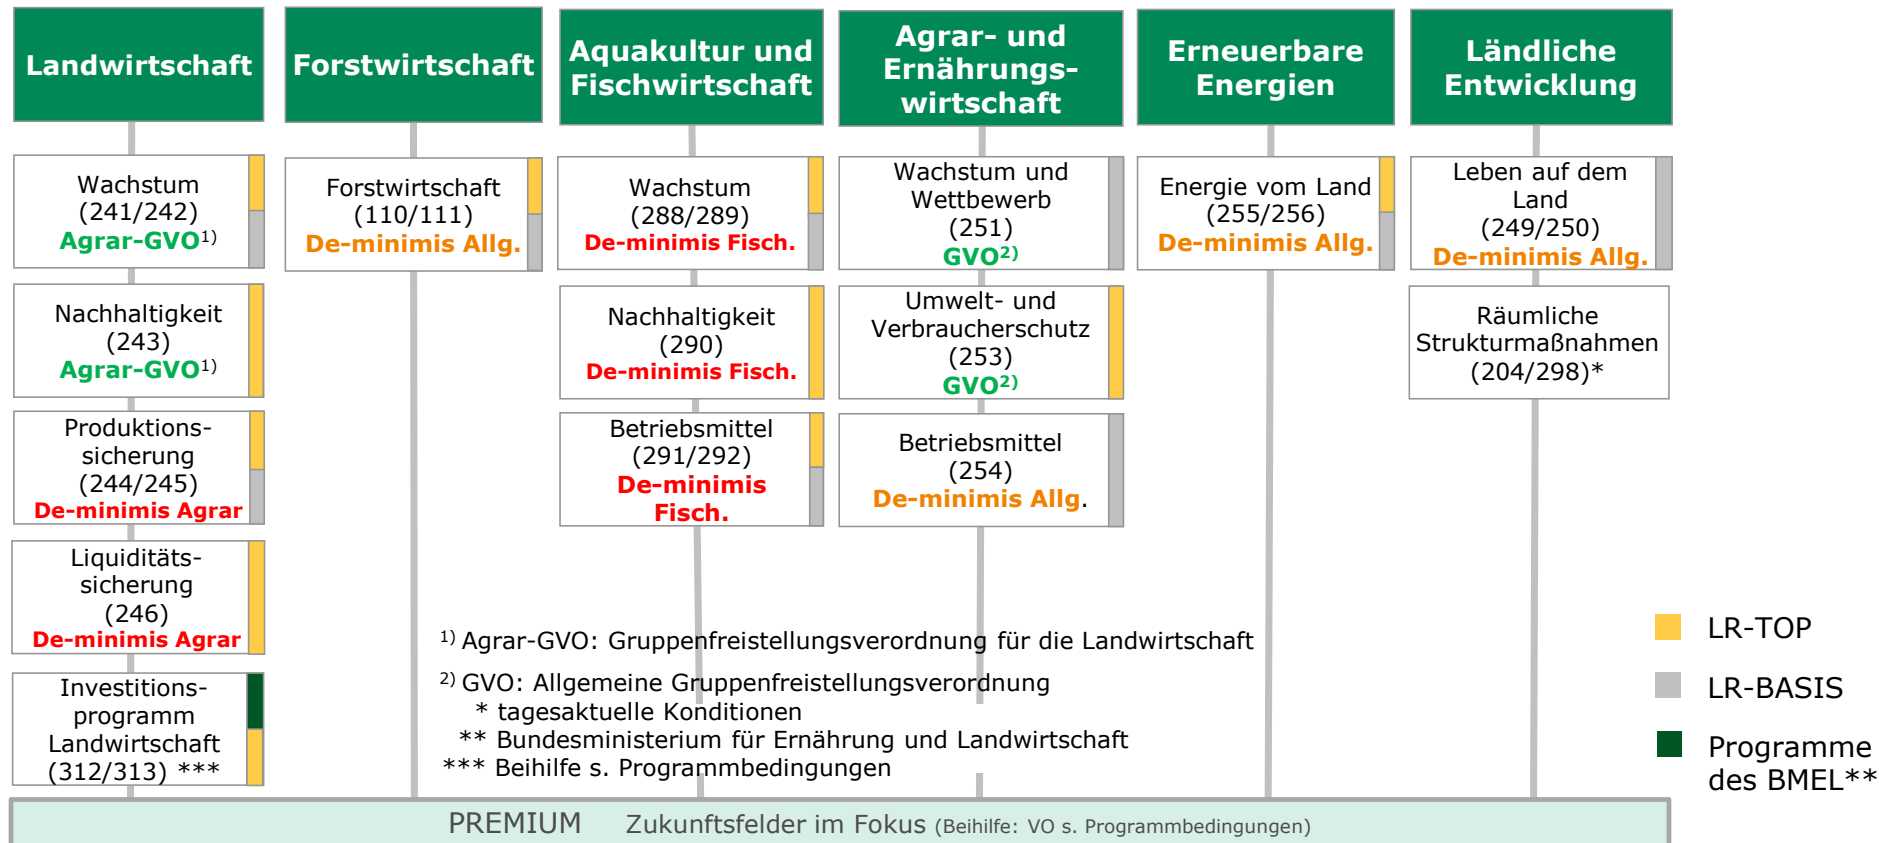 Landwirtschaft
Wachstum
(241/242)
Agrar-GVO1)
Nachhaltigkeit
(243)
Agrar-GVO1)
Produktions-
sicherung
(244/245)
De-minimis Agrar
Liquiditäts-
sicherung
(246)
De-minimis Agrar
Investitions-
programm
Landwirtschaft
(312/313) ***
Forstwirtschaft
Forstwirtschaft
(110/111)
De-minimis Allg.
Aquakultur und
Fischwirtschaft
Wachstum
(288/289)
De-minimis Fisch.
Nachhaltigkeit
(290)
De-minimis Fisch.
Betriebsmittel
(291/292)
De-minimis
Fisch.
Agrar- und
Ernährungs-
wirtschaft
Wachstum und
Wettbewerb
(251)
GVO2)
Umwelt- und
Verbraucherschutz
(253)
GVO2)
Betriebsmittel
(254)
De-minimis Allg.
Erneuerbare
Energien
Energie vom Land
(255/256)
De-minimis Allg.
Ländliche
Entwicklung
Leben auf dem
Land
(249/250)
De-minimis Allg.
Räumliche
Strukturmaßnahmen
(204/298)*
1) Agrar-GVO: Gruppenfreistellungsverordnung für die Landwirtschaft
2) GVO: Allgemeine Gruppenfreistellungsverordnung
* tagesaktuelle Konditionen
** Bundesministerium für Ernährung und Landwirtschaft
*** Beihilfe s. Programmbedingungen
LR-TOP
LR-BASIS
Programme
des BMEL**
PREMIUM Zukunftsfelder im Fokus (Beihilfe: VO s. Programmbedingungen)